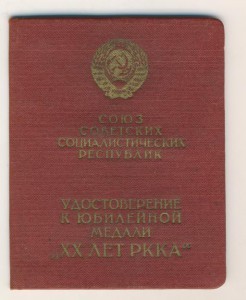 СОЮЗ
СОВЕТСКИХ
СОЦИАЛИСТИЧЕСКИХ
РЕСПУБЛИК
УДОСТОВЕРЕНИЕ
К ЮБИЛЕЙНОЙ
МЕДАЛИ
„XX ЛЕТ РККА"